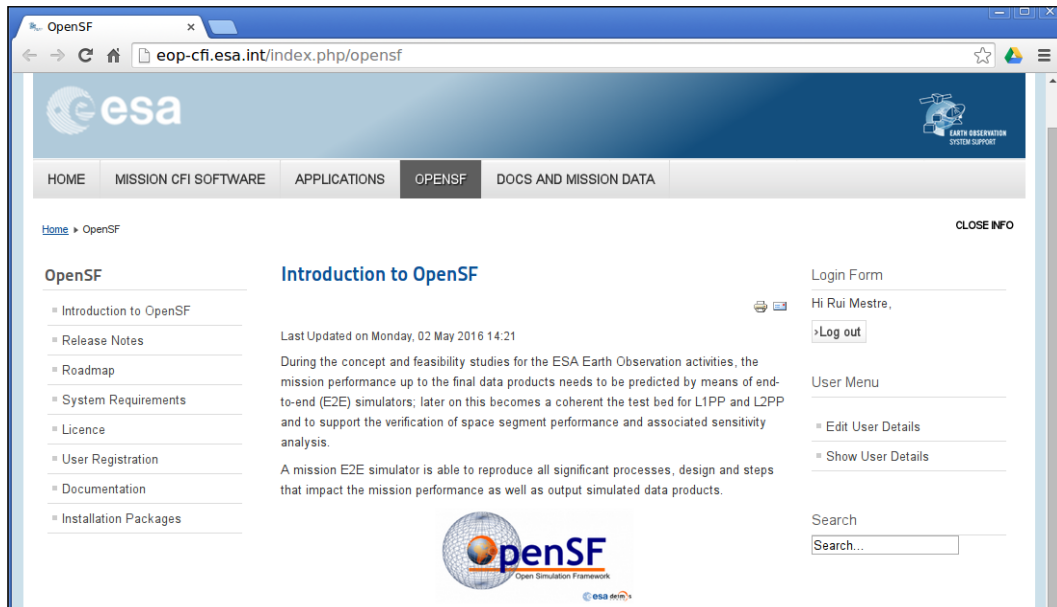 OpenSF
eop-cfi.esa.int/index.php/opensf
esa
EARTH OBSERVATION
SYSTEM SUPPORT
HOME MISSION CFI SOFTWARE APPLICATIONS OPENSF DOCS AND MISSION DATA
Home OpenSF
CLOSE INFO
OpenSF
Introduction to OpenSF
Release Notes
Roadmap
System Requirements
Licence
User Registration
Documentation
Installation Packages
Introduction to OpenSF
Last Updated on Monday, 02 May 2016 14:21
During the concept and feasibility studies for the ESA Earth Observation activities, the
mission performance up to the final data products needs to be predicted by means of end-
to-end (E2E) simulators; later on this becomes a coherent the test bed for L1PP and L2PP
and to support the verification of space segment performance and associated sensitivity
analysis.
A mission E2E simulator is able to reproduce all significant processes, design and steps
that impact the mission performance as well as output simulated data products.
OpenSF
Open Simulation Framework
esa deimos
Login Form
Hi Rui Mestre,
›Log out
User Menu
Edit User Details
Show User Details
Search
Search...